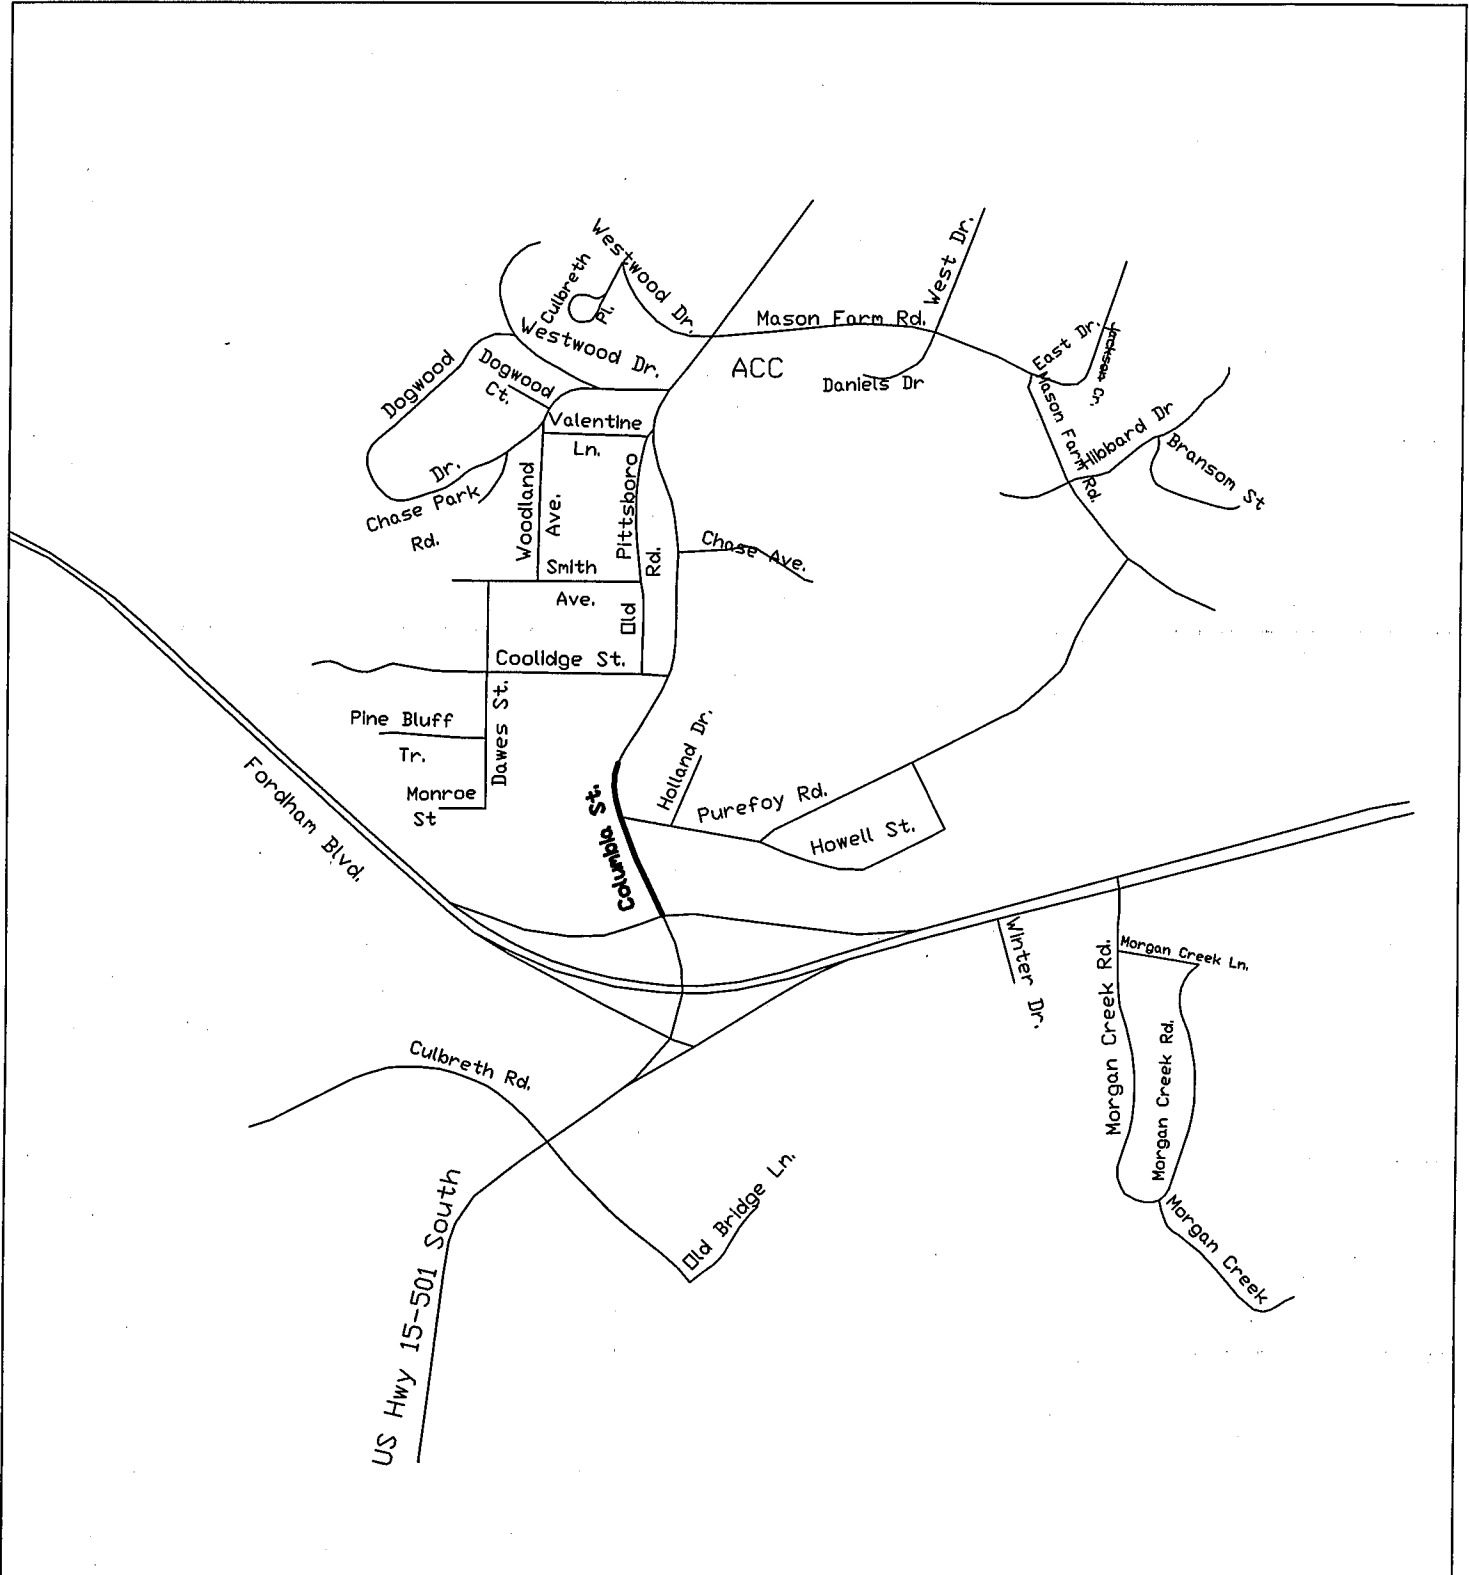 Westwood Dr.
West Dr.
Culbreth
Pl.
Mason Farm Rd.
Westwood Dr.
East Dr.
Jackson Cr.
ACC
Dogwood
Dogwood
Ct.
Daniels Dr
Mason Farm Rd.
Hibbard Dr
Valentine
Ln.
Bransom St
Dr.
Chase Park
Rd.
Woodland
Ave.
Old
Pittsboro
Rd.
Chase Ave.
Smith
Ave.
Coolidge St.
Dawes St.
Pine Bluff
Tr.
Holland Dr.
Fordham Blvd.
Monroe
St
Columbia St.
Purefoy Rd.
Howell St.
Winter Dr.
Morgan Creek Rd.
Morgan Creek Ln.
Morgan Creek Rd.
Culbreth Rd.
Old Bridge Ln.
Morgan Creek
US Hwy 15-501 South